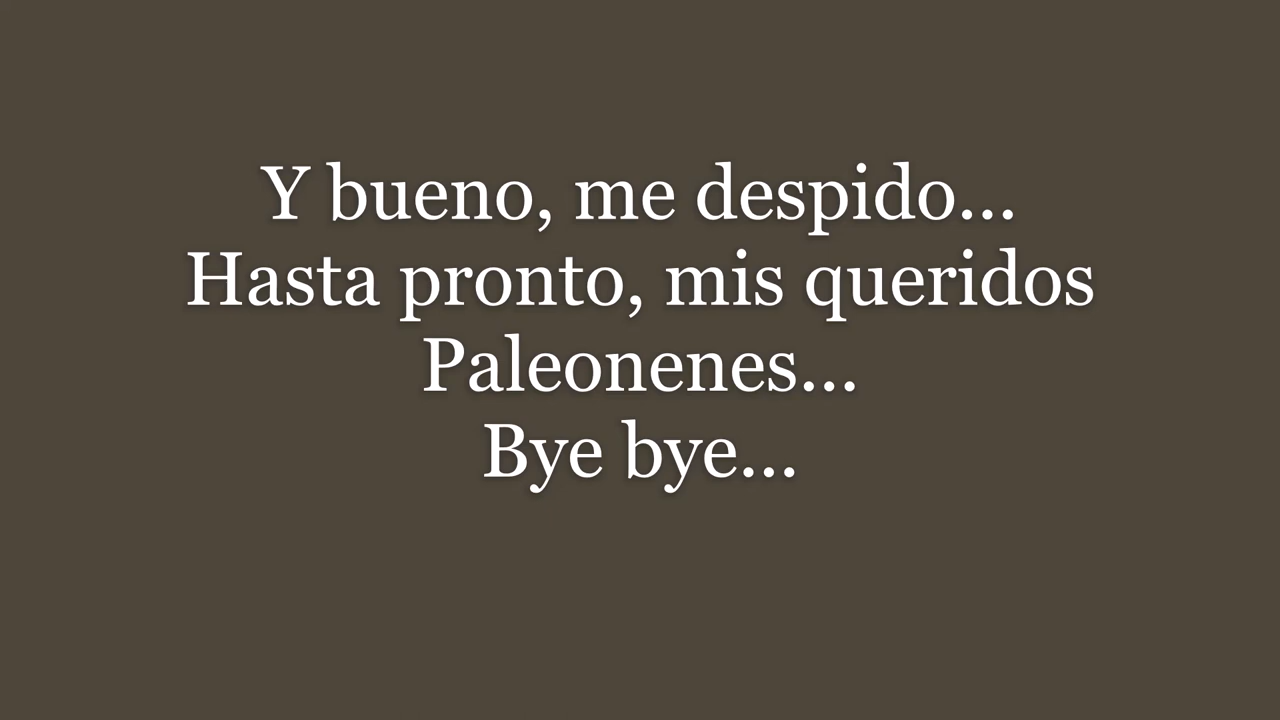 Y bueno, me despido...
Hasta pronto, mis queridos
Paleonenes...
Bye bye...